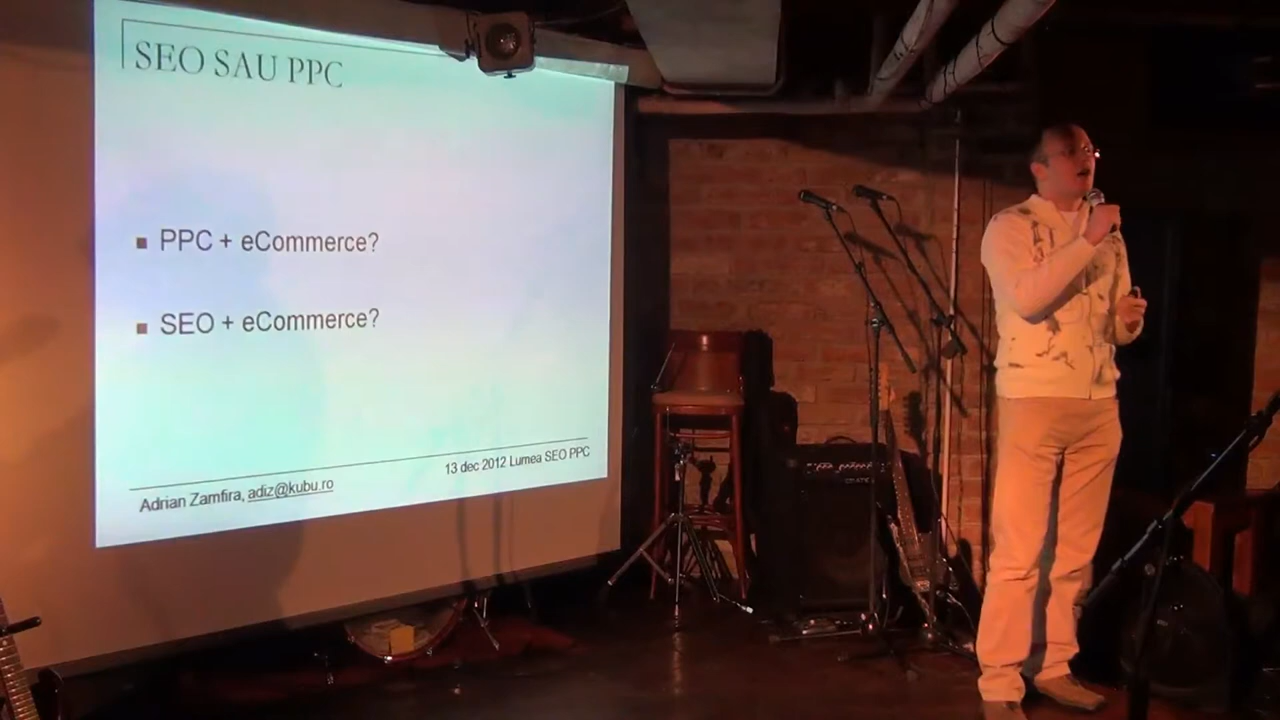 SEO SAU PPC
PPC + eCommerce?
SEO + eCommerce?
13 dec 2012 Lumea SEO PPC
Adrian Zamfira, adiz@kubu.ro